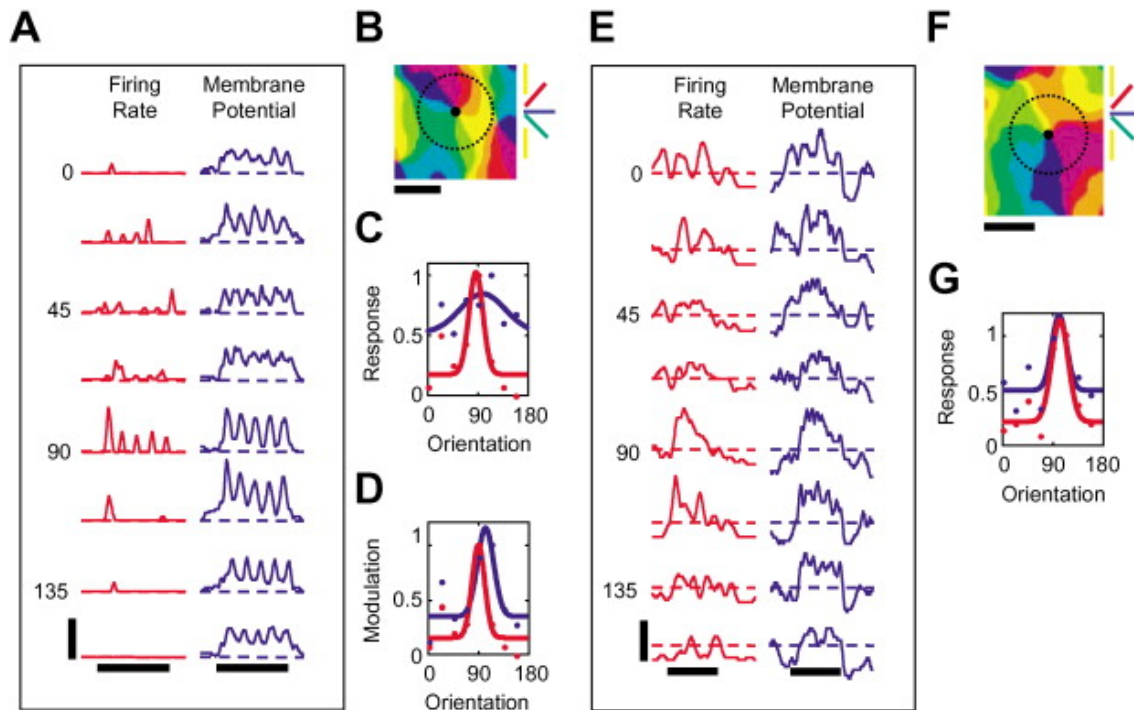 A
Firing
Rate
Membrane
Potential
0
45
90
135
B
C
1
0.5
0
Response
0 90 180
Orientation
D
1
0.5
0
Modulation
0 90 180
Orientation
E
Firing
Rate
Membrane
Potential
0
45
90
135
F
G
1
0.5
0
Response
0 90 180
Orientation